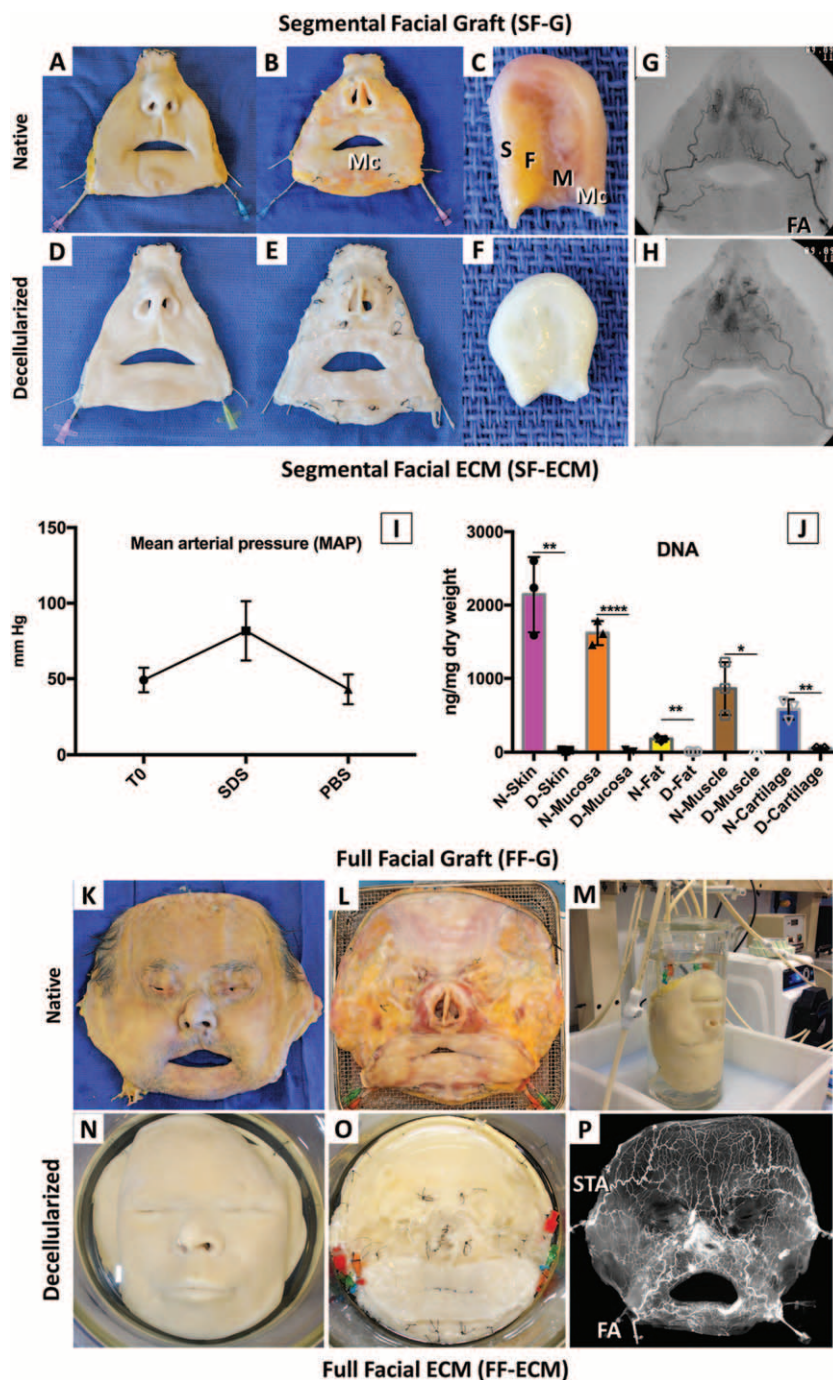 Segmental Facial Graft (SF-G)
Native
A
B
Mc
C
S
F
M
Mc
G
FA
Decellularized
D
E
F
H
Segmental Facial ECM (SF-ECM)
I
Mean arterial pressure (MAP)
mm Hg
150
100
50
0
T0
SDS
PBS
J
DNA
ng/mg dry weight
3000
2000
1000
0
**
****
**
*
**
N-Skin
D-Skin
N-Mucosa
D-Mucosa
N-Fat
D-Fat
N-Muscle
D-Muscle
N-Cartilage
D-Cartilage
Full Facial Graft (FF-G)
Native
K
L
M
Decellularized
N
O
P
STA
FA
Full Facial ECM (FF-ECM)